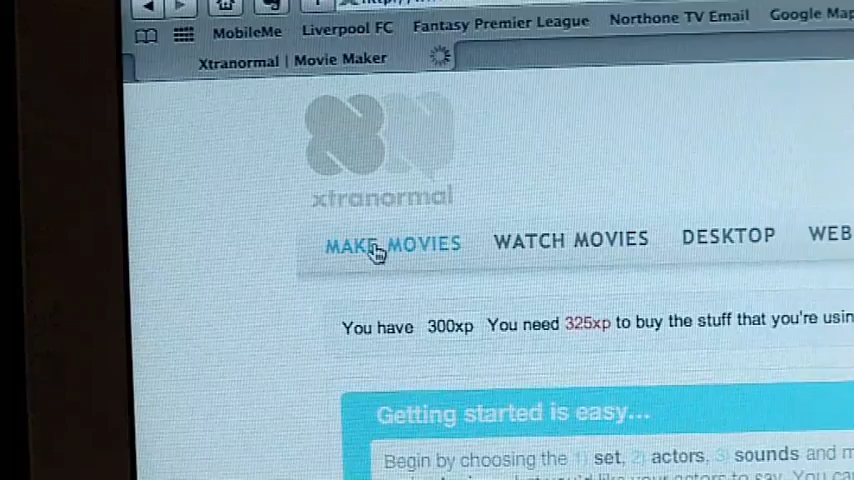 MobileMe Liverpool FC Fantasy Premier League Northone TV Email Google Map
Xtranormal | Movie Maker
xtranormal
MAKE MOVIES WATCH MOVIES DESKTOP WEB
You have 300xp You need 325xp to buy the stuff that you're usin
Getting started is easy...
Begin by choosing the 1) set, 2) actors, 3) sounds and m